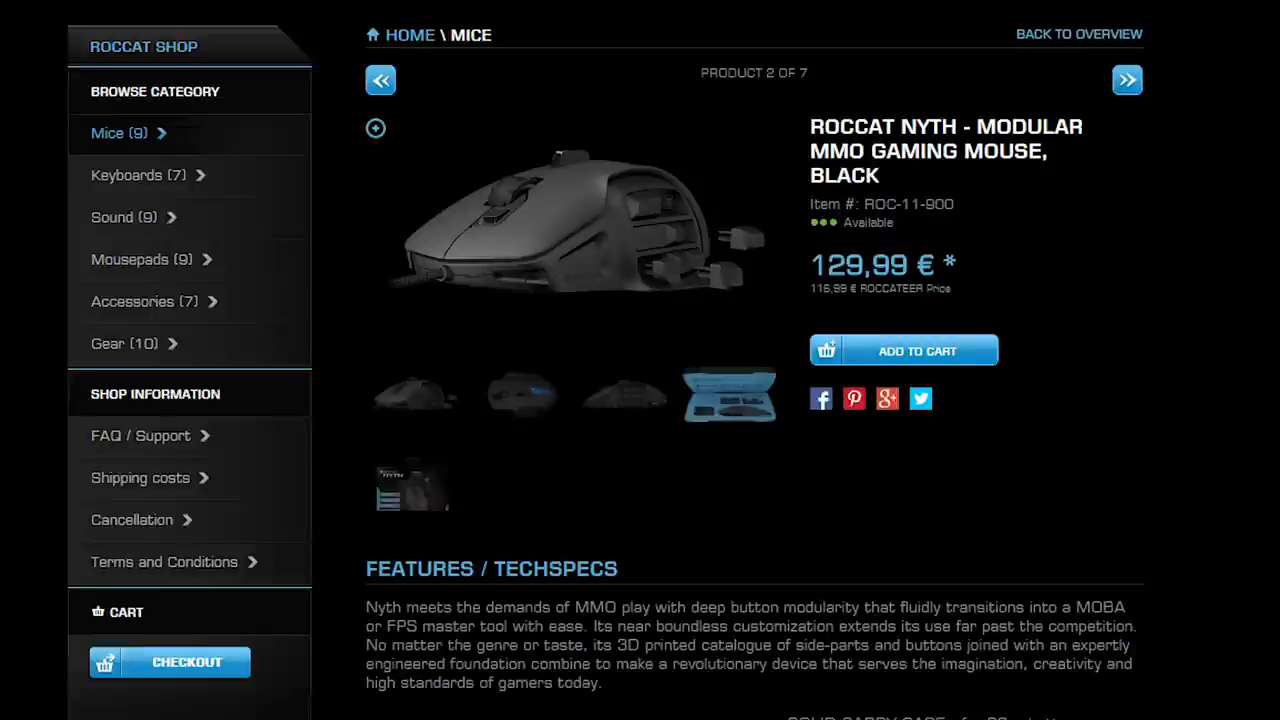 ROCCAT SHOP
BROWSE CATEGORY
Mice (9)
Keyboards (7)
Sound (9)
Mousepads (9)
Accessories (7)
Gear (10)
SHOP INFORMATION
FAQ / Support
Shipping costs
Cancellation
Terms and Conditions
CART
CHECKOUT
HOME \ MICE
BACK TO OVERVIEW
PRODUCT 2 OF 7
ROCCAT NYTH - MODULAR
MMO GAMING MOUSE,
BLACK
Item #: ROC-11-900
Available
129,99 € *
116,99 € ROCCATEER Price
ADD TO CART
FEATURES / TECHSPECS
Nyth meets the demands of MMO play with deep button modularity that fluidly transitions into a MOBA
or FPS master tool with ease. Its near boundless customization extends its use far past the competition.
No matter the genre or taste, its 3D printed catalogue of side-parts and buttons joined with an expertly
engineered foundation combine to make a revolutionary device that serves the imagination, creativity and
high standards of gamers today.